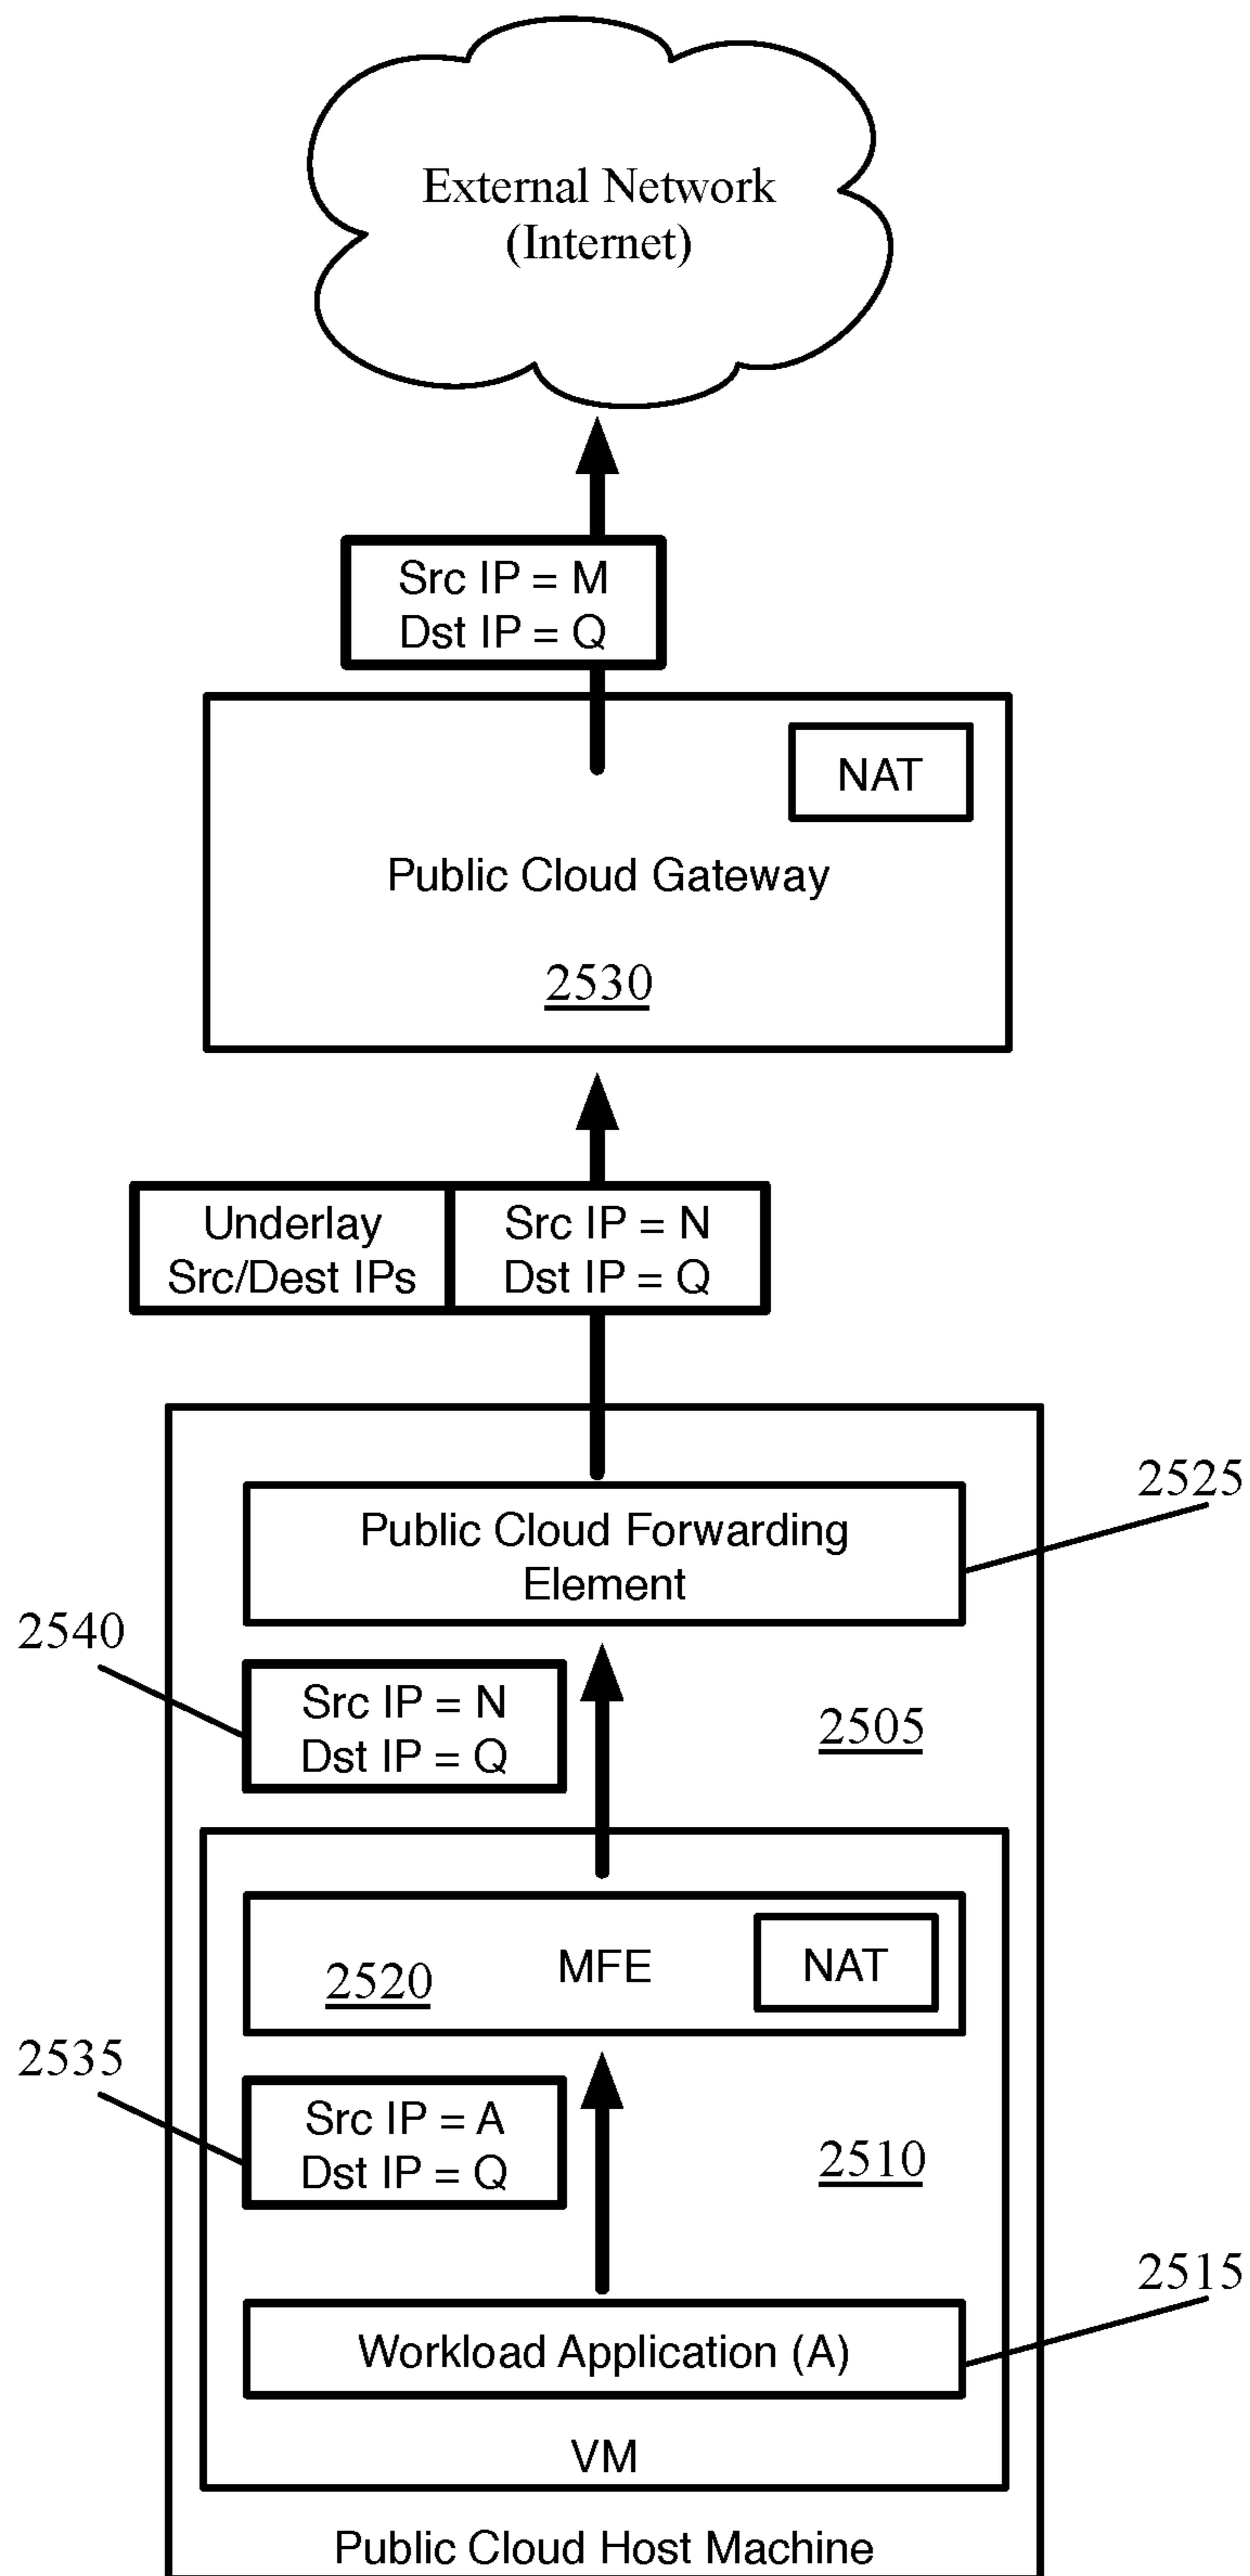 External Network
(Internet)
Src IP = M
Dst IP = Q
NAT
Public Cloud Gateway
2530
Underlay
Src/Dest IPs
Src IP = N
Dst IP = Q
2525
Public Cloud Forwarding
Element
2540
Src IP = N
Dst IP = Q
2505
2520
MFE
NAT
2535
Src IP = A
Dst IP = Q
2510
2515
Workload Application (A)
VM
Public Cloud Host Machine